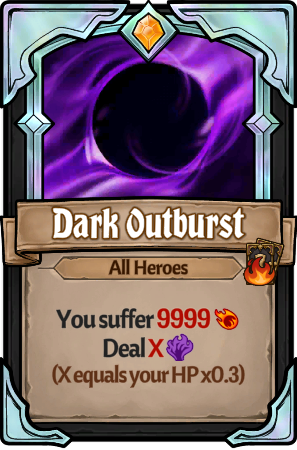 Dark Outburst
All Heroes
You suffer 9999
Deal X
(X equals your HP x0.3)